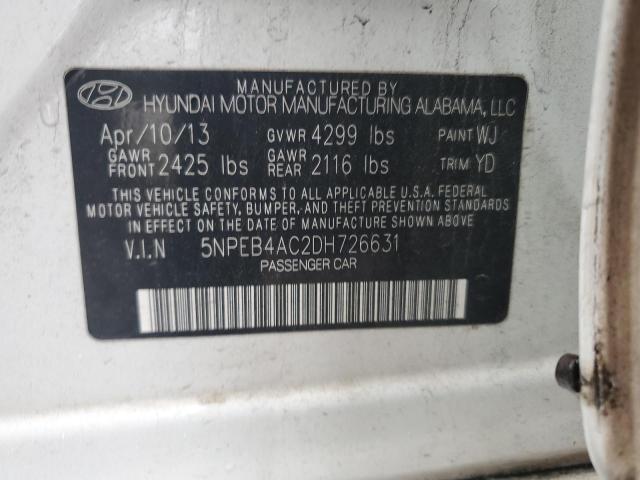 MANUFACTURED BY
HYUNDAI MOTOR MANUFACTURING ALABAMA, LLC
Apr/10/13 GVWR 4299 lbs PAINT WJ
GAWR FRONT 2425 lbs GAWR REAR 2116 lbs TRIM YD
THIS VEHICLE CONFORMS TO ALL APPLICABLE U.S.A. FEDERAL
MOTOR VEHICLE SAFETY, BUMPER, AND THEFT PREVENTION STANDARDS
IN EFFECT ON THE DATE OF MANUFACTURE SHOWN ABOVE.
V.I.N 5NPEB4AC2DH726631
PASSENGER CAR